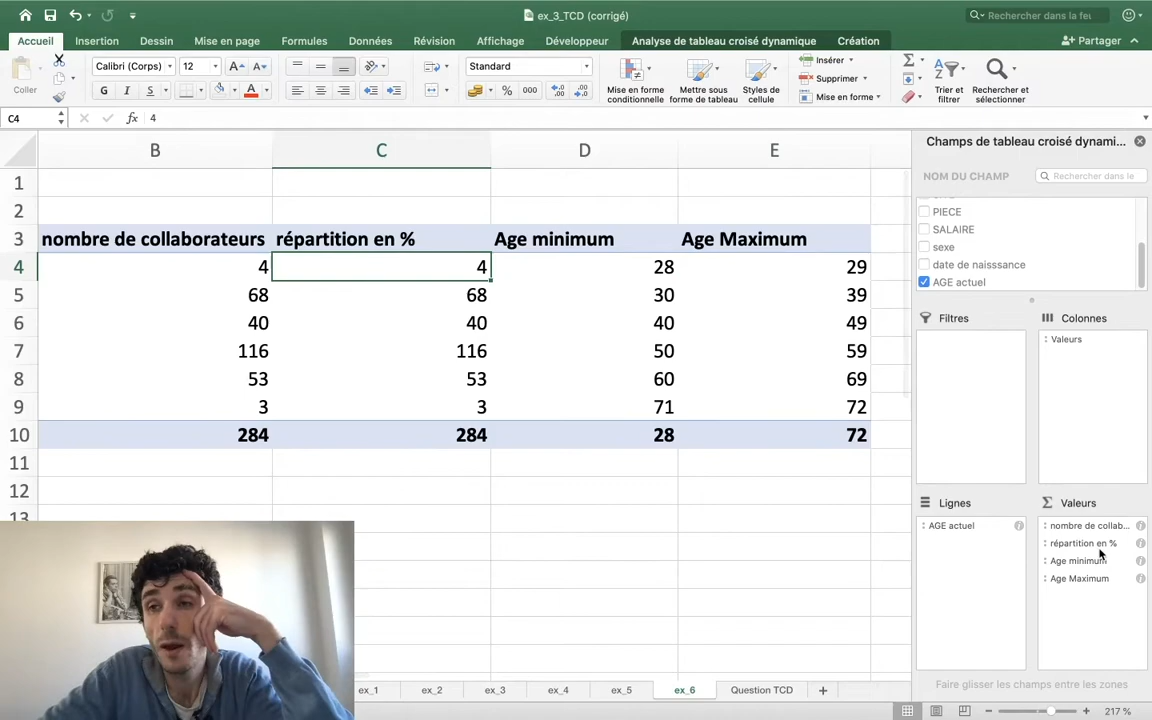 ex_3_TCD (corrigé)
Rechercher dans la feu
Accueil Insertion Dessin Mise en page Formules Données Révision Affichage Développeur Analyse de tableau croisé dynamique Création Partager
Coller
Calibri (Corps) 12
G I S
Standard
% 000
Mise en forme conditionnelle
Mettre sous forme de tableau
Styles de cellule
Insérer
Supprimer
Mise en forme
Trier et filtrer
Rechercher et sélectionner
C4 fx 4
B C D E
1
2
3 nombre de collaborateurs répartition en % Age minimum Age Maximum
4 4 4 28 29
5 68 68 30 39
6 40 40 40 49
7 116 116 50 59
8 53 53 60 69
9 3 3 71 72
10 284 284 28 72
11
12
13
Champs de tableau croisé dynami...
NOM DU CHAMP Rechercher dans le
PIECE
SALAIRE
sexe
date de naisssance
AGE actuel
Filtres Colonnes
Valeurs
Lignes Valeurs
AGE actuel
nombre de collab...
répartition en %
Age minimum
Age Maximum
Faire glisser les champs entre les zones
ex_1 ex_2 ex_3 ex_4 ex_5 ex_6 Question TCD +
217 %